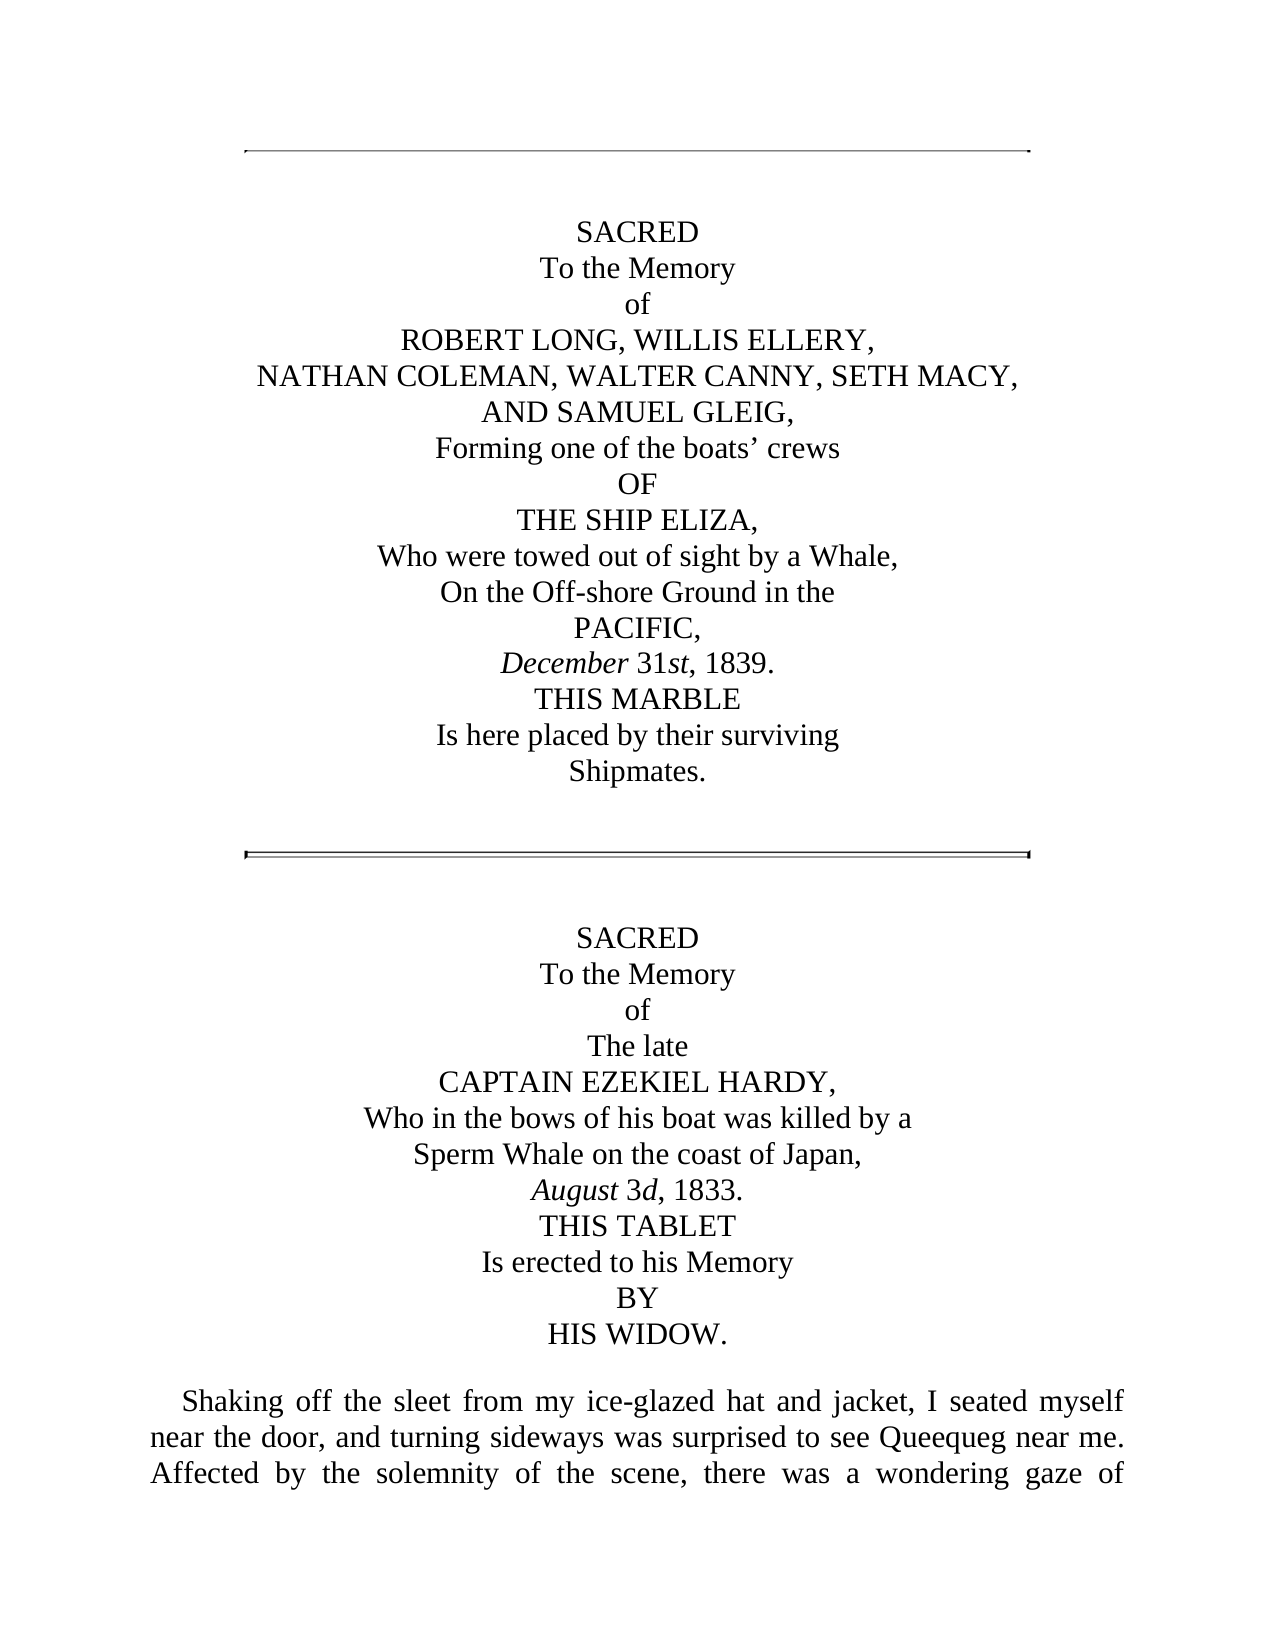 SACRED
To the Memory
of
ROBERT LONG, WILLIS ELLERY,
NATHAN COLEMAN, WALTER CANNY, SETH MACY,
AND SAMUEL GLEIG,
Forming one of the boats’ crews
OF
THE SHIP ELIZA,
Who were towed out of sight by a Whale,
On the Off-shore Ground in the
PACIFIC,
December 31st, 1839.
THIS MARBLE
Is here placed by their surviving
Shipmates.
SACRED
To the Memory
of
The late
CAPTAIN EZEKIEL HARDY,
Who in the bows of his boat was killed by a
Sperm Whale on the coast of Japan,
August 3d, 1833.
THIS TABLET
Is erected to his Memory
BY
HIS WIDOW.
Shaking off the sleet from my ice-glazed hat and jacket, I seated myself
near the door, and turning sideways was surprised to see Queequeg near me.
Affected by the solemnity of the scene, there was a wondering gaze of